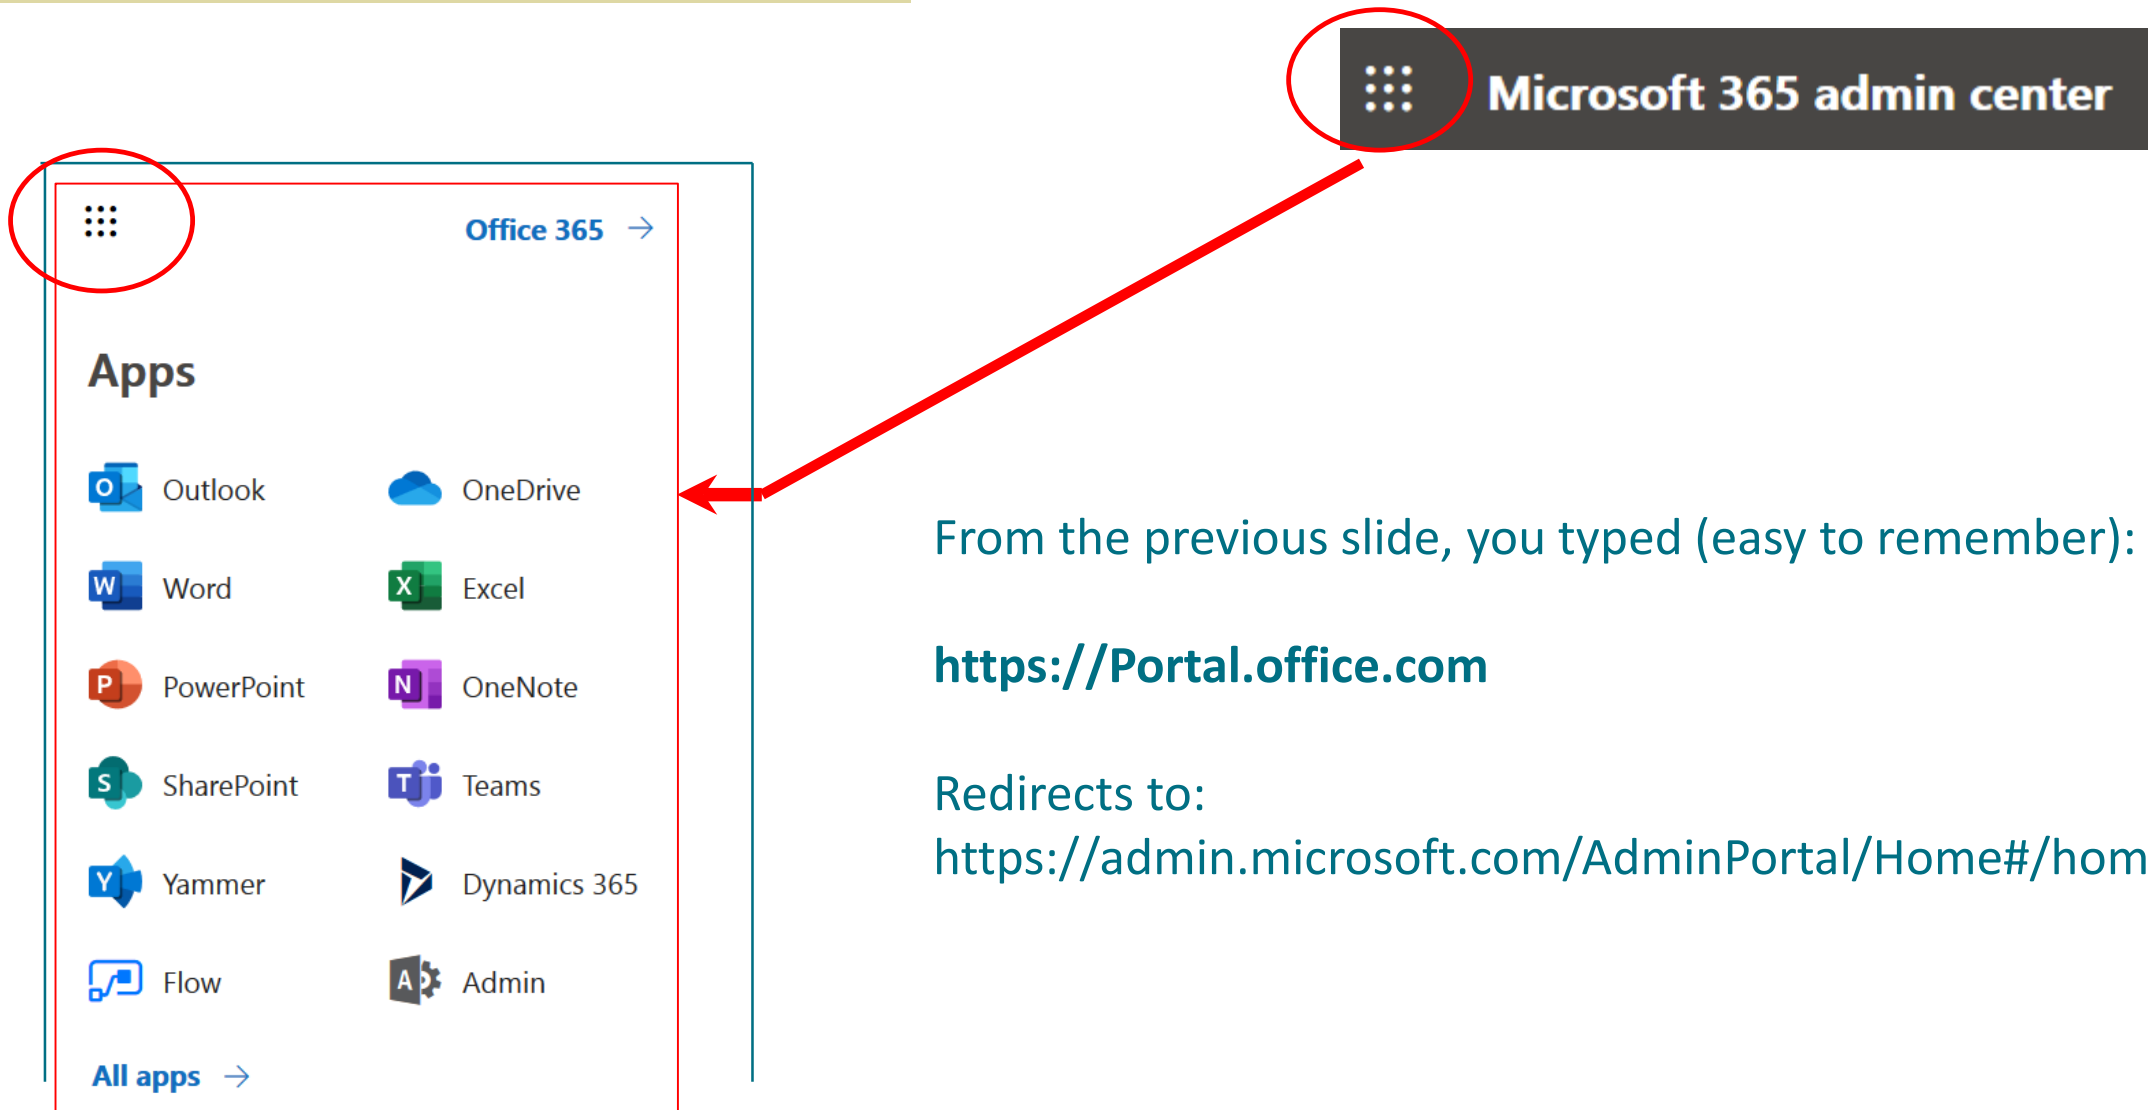 Microsoft 365 admin center
Office 365
Apps
Outlook
OneDrive
Word
Excel
PowerPoint
OneNote
SharePoint
Teams
Yammer
Dynamics 365
Flow
Admin
All apps
From the previous slide, you typed (easy to remember):
https://Portal.office.com
Redirects to:
https://admin.microsoft.com/AdminPortal/Home#/hom